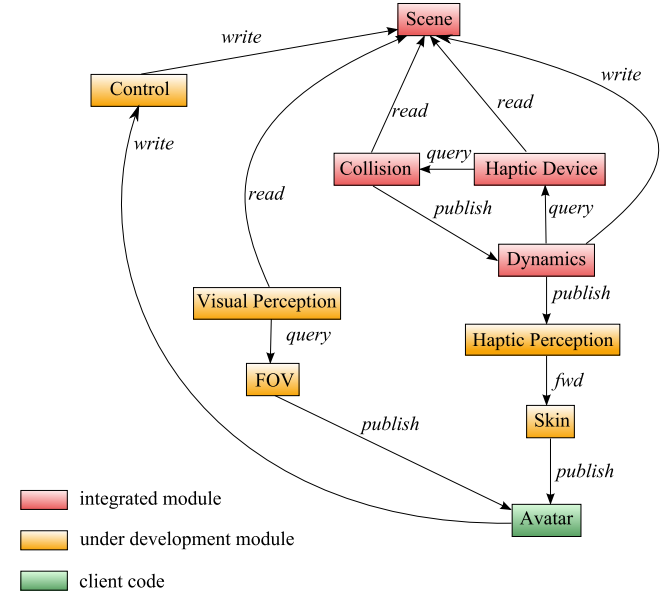 Scene
write
write
Control
read
read
write
query
Collision
Haptic Device
read
publish
query
Dynamics
publish
Visual Perception
query
Haptic Perception
FOV
fwd
publish
Skin
publish
integrated module
Avatar
under development module
client code